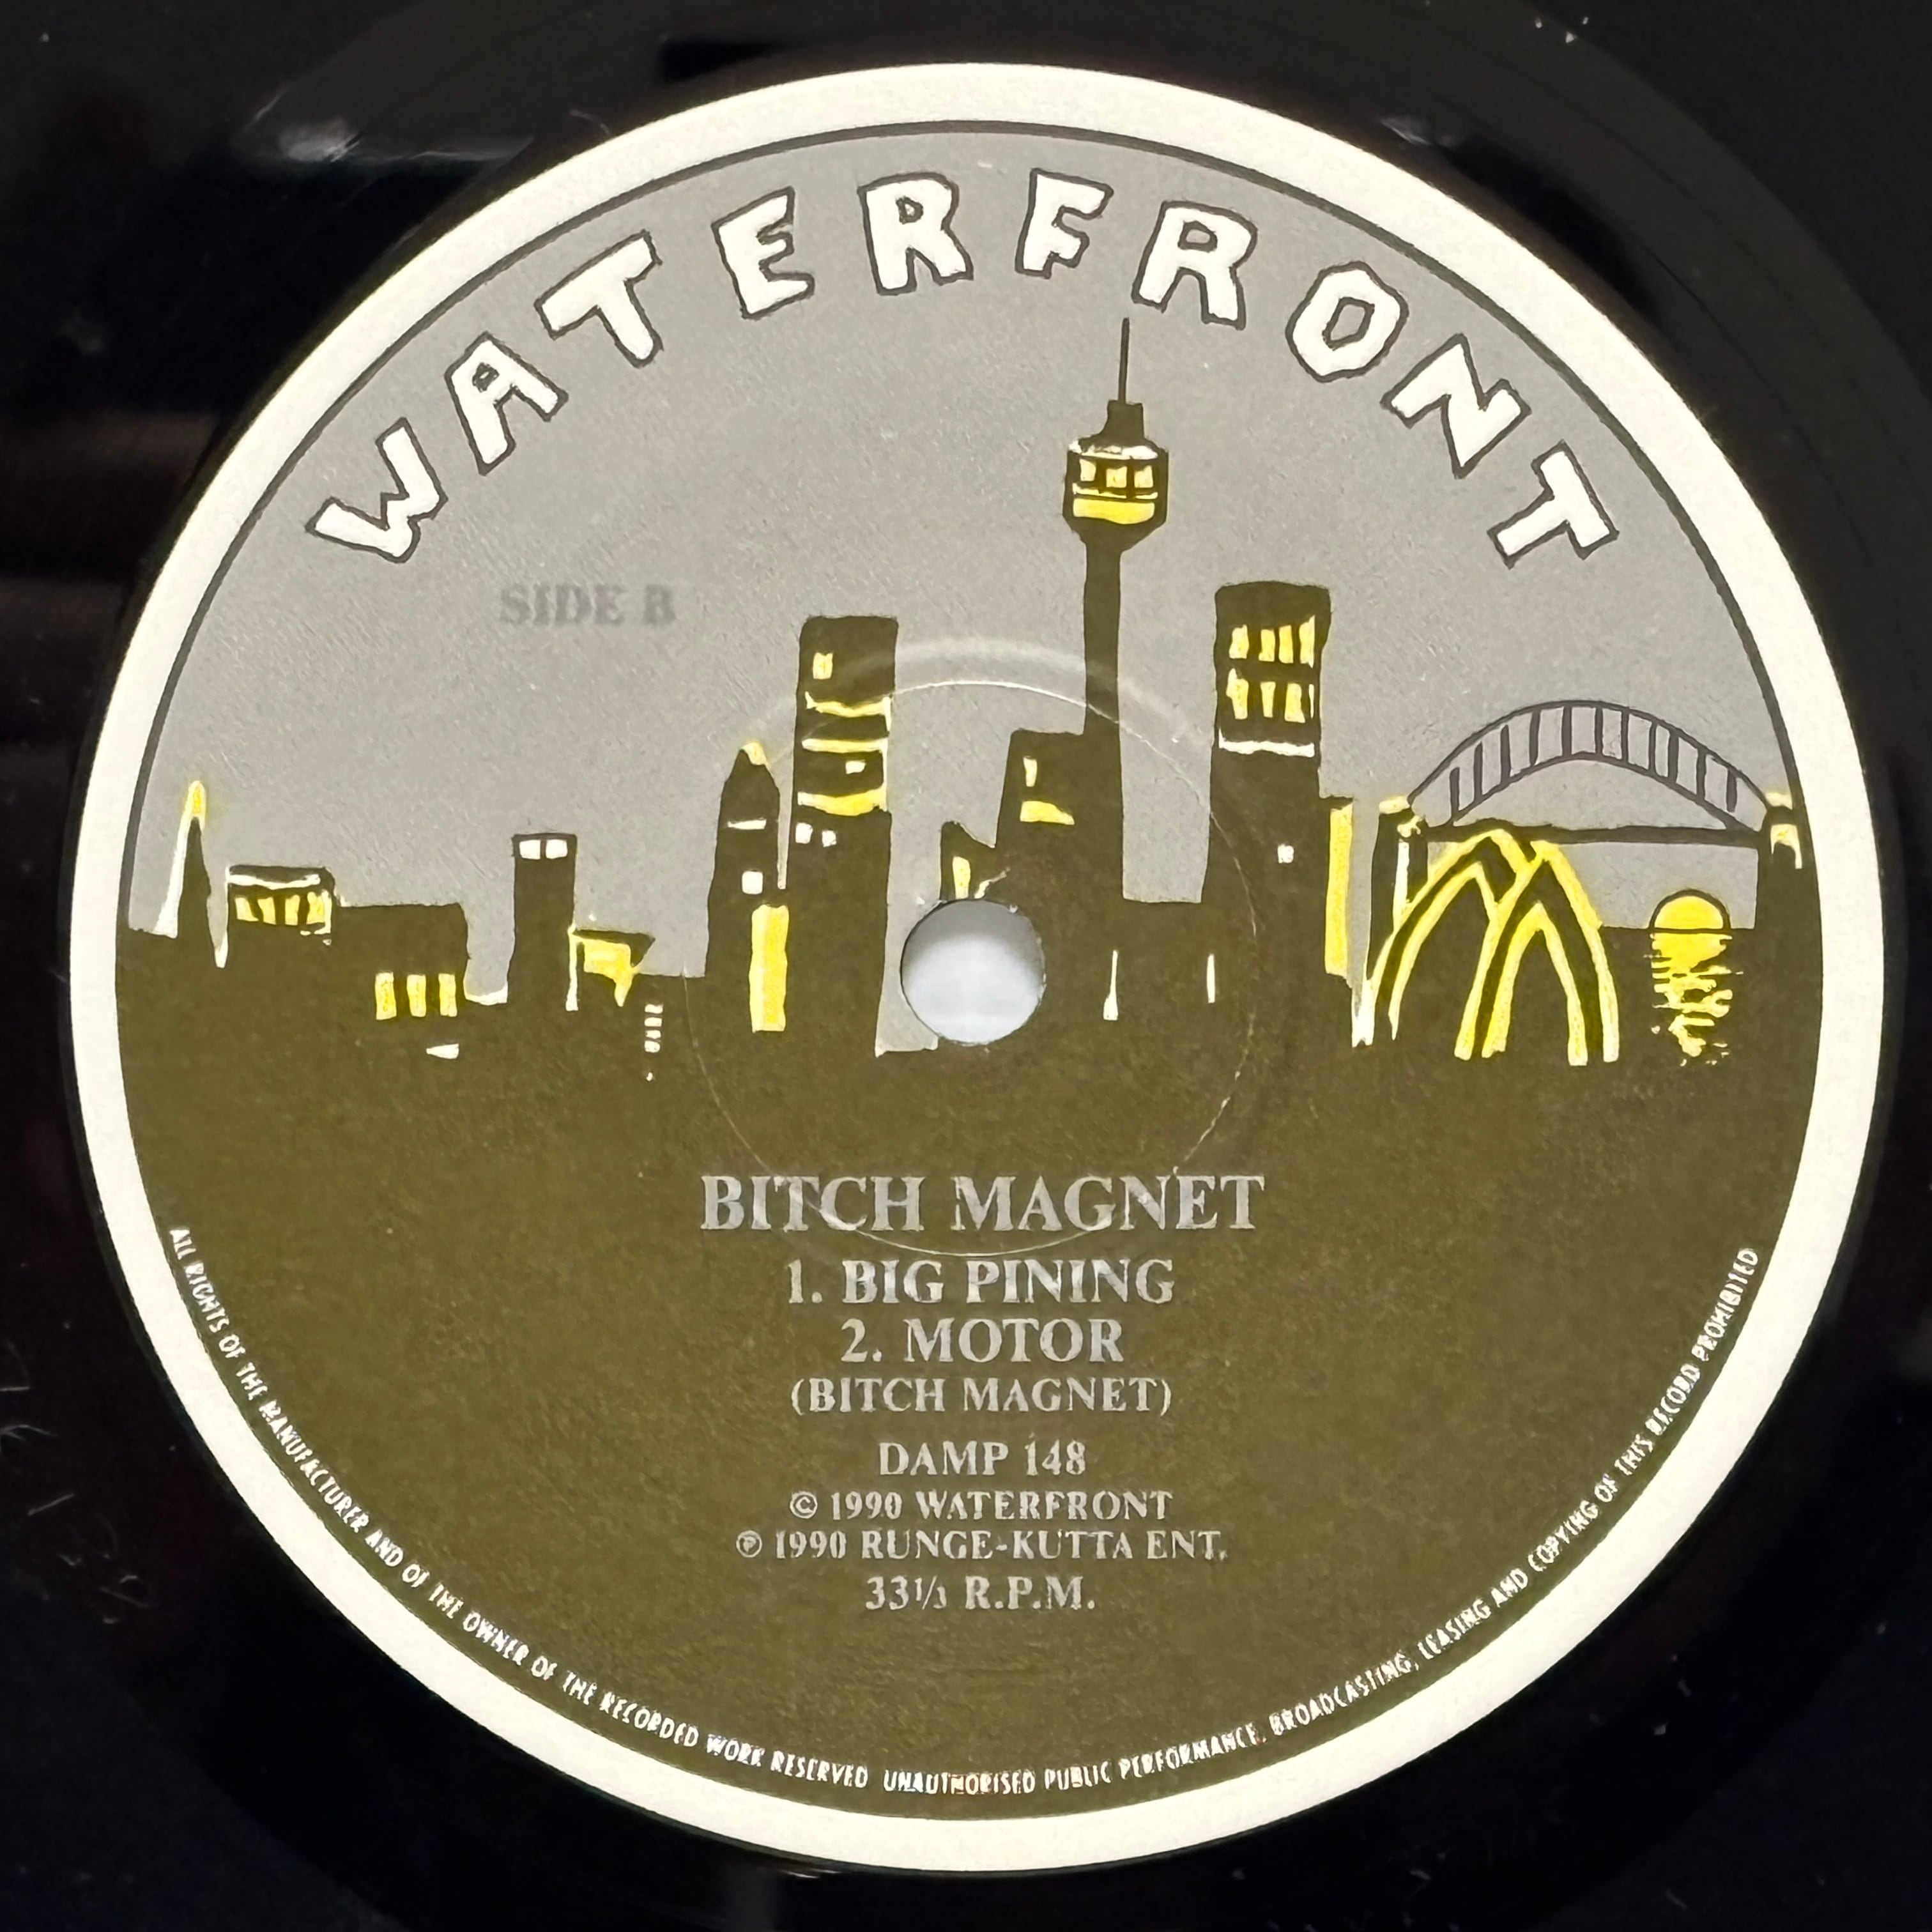 WATERFRONT
SIDE B
BITCH MAGNET
1. BIG PINING
2. MOTOR
(BITCH MAGNET)
DAMP 148
© 1990 WATERFRONT
℗ 1990 RUNGE-KUTTA ENT.
33⅓ R.P.M.
ALL RIGHTS OF THE MANUFACTURER AND OF THE OWNER OF THE RECORDED WORK RESERVED UNAUTHORISED PUBLIC PERFORMANCE, BROADCASTING, LEASING AND COPYING OF THIS RECORD PROHIBITED